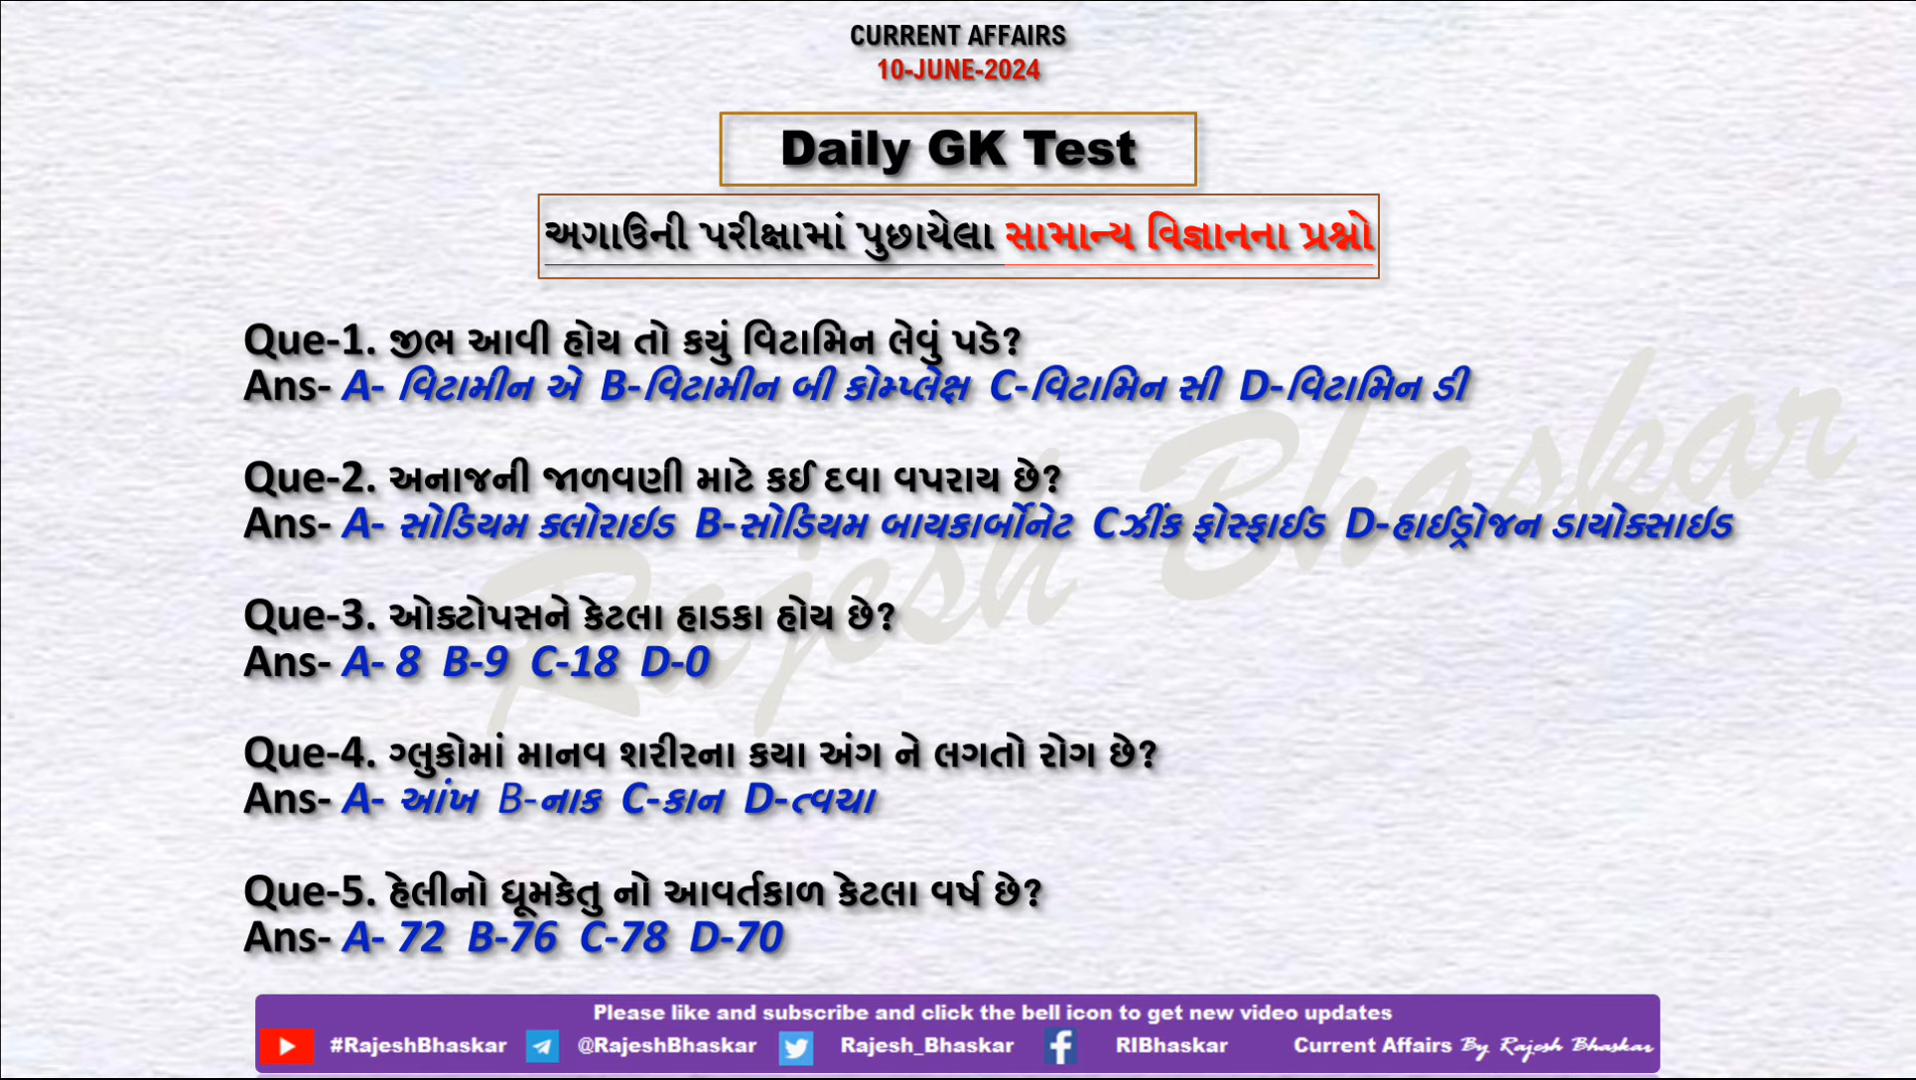 CURRENT AFFAIRS
10-JUNE-2024
Daily GK Test
અગાઉની પરીક્ષામાં પુછાયેલા સામાન્ય વિજ્ઞાનના પ્રશ્નો
Que-1. જીભ આવી હોય તો કયું વિટામિન લેવું પડે?
Ans- A- વિટામીન એ B-વિટામીન બી કોમ્પ્લેક્ષ C-વિટામિન સી D-વિટામિન ડી
Que-2. અનાજની જાળવણી માટે કઈ દવા વપરાય છે?
Ans- A- સોડિયમ ક્લોરાઈડ B-સોડિયમ બાયકાર્બોનેટ Cઝીંક ફોસ્ફાઈડ D-હાઈડ્રોજન ડાયોક્સાઈડ
Que-3. ઓક્ટોપસને કેટલા હાડકા હોય છે?
Ans- A- 8 B-9 C-18 D-0
Que-4. ગ્લુકોમાં માનવ શરીરના કયા અંગ ને લગતો રોગ છે?
Ans- A- આંખ B-નાક C-કાન D-ત્વચા
Que-5. હેલીનો ધૂમકેતુ નો આવર્તકાળ કેટલા વર્ષ છે?
Ans- A- 72 B-76 C-78 D-70
Rajesh Bhaskar
Please like and subscribe and click the bell icon to get new video updates
#RajeshBhaskar @RajeshBhaskar Rajesh_Bhaskar RIBhaskar Current Affairs By Rajesh Bhaskar